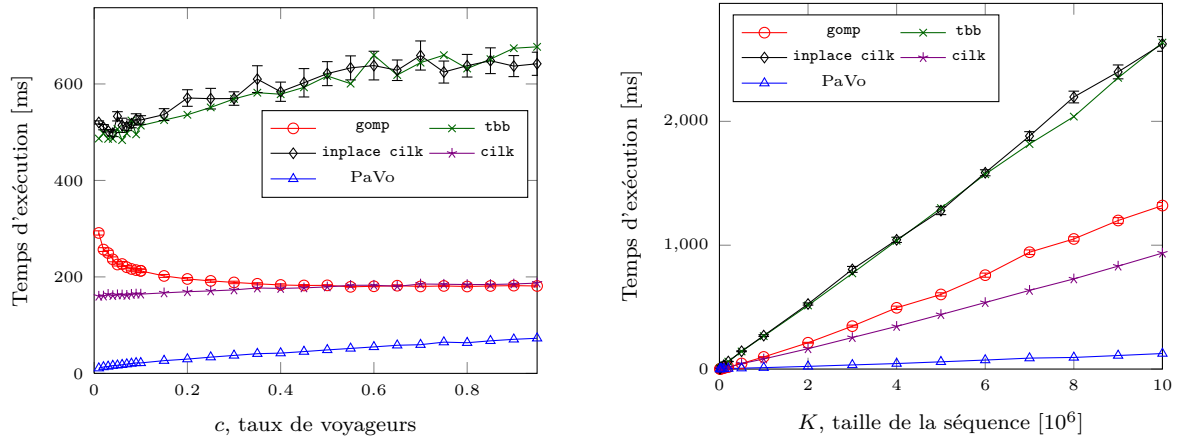 600
400
200
0
Temps d'exécution [ms]
gomp
tbb
inplace cilk
cilk
PaVo
0
0.2
0.4
0.6
0.8
c, taux de voyageurs
2,000
1,000
0
Temps d'exécution [ms]
gomp
tbb
inplace cilk
cilk
PaVo
0
2
4
6
8
10
K, taille de la séquence [10⁶]